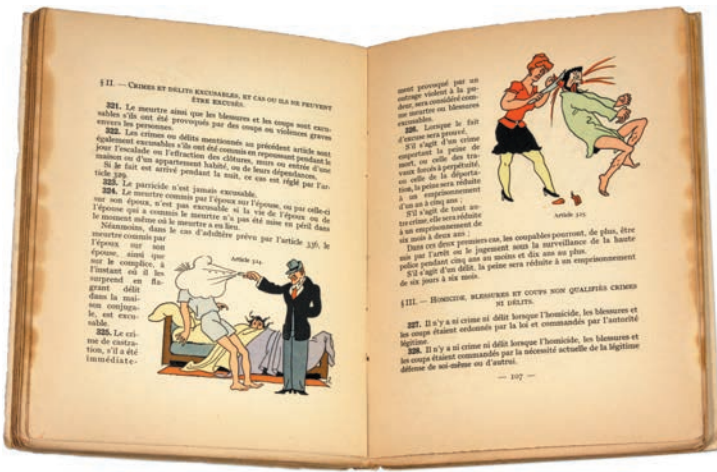 § II. — CRIMES ET DÉLITS EXCUSABLES, ET CAS OU ILS NE PEUVENT
ÊTRE EXCUSÉS.
321. Le meurtre ainsi que les blessures et les coups sont excu-
sables s'ils ont été provoqués par des coups ou violences graves
envers les personnes.
322. Les crimes ou délits mentionnés au précédent article sont
également excusables s'ils ont été commis en repoussant pendant le
jour l'escalade ou l'effraction des clôtures, murs ou entrée d'une
maison ou d'un appartement habité, ou de leurs dépendances.
Si le fait est arrivé pendant la nuit, ce cas est réglé par l'ar-
ticle 329.
323. Le parricide n'est jamais excusable.
324. Le meurtre commis par l'époux sur l'épouse, ou par celle-ci
sur son époux, n'est pas excusable si la vie de l'époux ou de
l'épouse qui a commis le meurtre n'a pas été mise en péril dans
le moment même où le meurtre a eu lieu.
Néanmoins, dans le cas d'adultère prévu par l'article 336, le
meurtre commis par
l'époux sur son
épouse, ainsi que
sur le complice, à
l'instant où il les
surprend en fla-
grant délit
dans la mai-
son conjuga-
le, est excu-
sable.
325. Le cri-
me de castra-
tion, s'il a été
immédiate-
Article 324.
ment provoqué par un
outrage violent à la pu-
deur, sera considéré com-
me meurtre ou blessures
excusables.
326. Lorsque le fait
d'excuse sera prouvé,
S'il s'agit d'un crime
emportant la peine de
mort, ou celle des tra-
vaux forcés à perpétuité,
ou celle de la déporta-
tion, la peine sera réduite
à un emprisonnement
d'un an à cinq ans ;
S'il s'agit de tout au-
tre crime, elle sera réduite
à un emprisonnement de
six mois à deux ans ;
Article 325
Dans ces deux premiers cas, les coupables pourront, de plus, être
mis par l'arrêt ou le jugement sous la surveillance de la haute
police pendant cinq ans au moins et dix ans au plus.
S'il s'agit d'un délit, la peine sera réduite à un emprisonnement
de six jours à six mois.
§ III. — HOMICIDE, BLESSURES ET COUPS NON QUALIFIÉS CRIMES
NI DÉLITS.
327. Il n'y a ni crime ni délit lorsque l'homicide, les blessures et
les coups étaient ordonnés par la loi et commandés par l'autorité
légitime.
328. Il n'y a ni crime ni délit lorsque l'homicide, les blessures et
les coups étaient commandés par la nécessité actuelle de la légitime
défense de soi-même ou d'autrui.
— 107 —